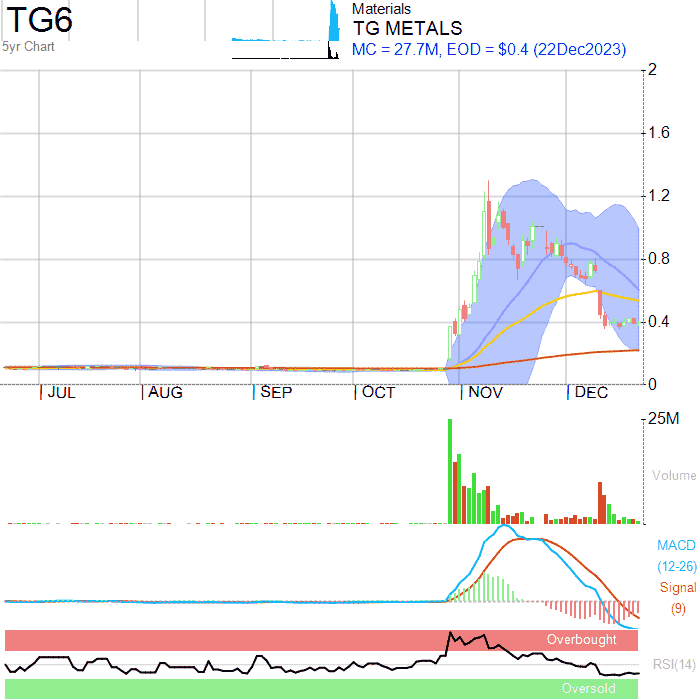 TG6
5yr Chart
Materials
TG METALS
MC = 27.7M, EOD = $0.4 (22Dec2023)
2
1.6
1.2
0.8
0.4
0
JUL AUG SEP OCT NOV DEC
25M
Volume
MACD
(12-26)
Signal
(9)
Overbought
RSI(14)
Oversold